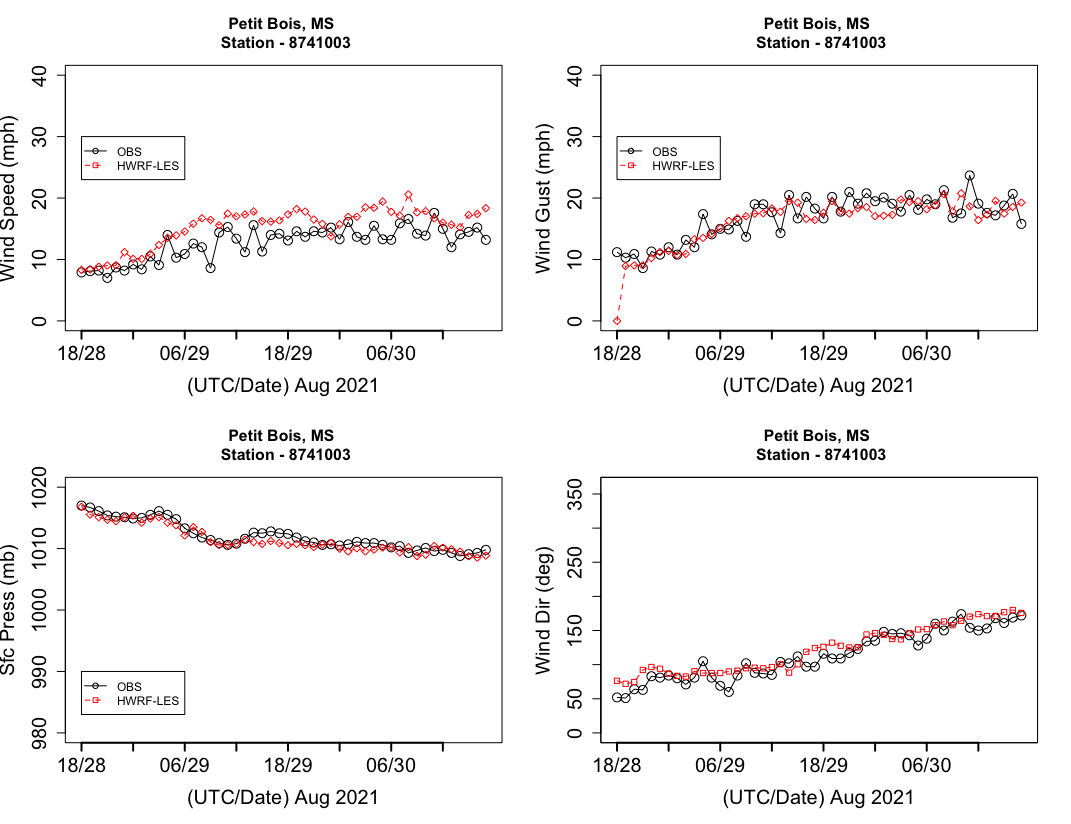 Petit Bois, MS
Station - 8741003
Wind Speed (mph)
40
30
20
10
0
OBS
HWRF-LES
18/28 06/29 18/29 06/30
(UTC/Date) Aug 2021
Petit Bois, MS
Station - 8741003
Wind Gust (mph)
40
30
20
10
0
OBS
HWRF-LES
18/28 06/29 18/29 06/30
(UTC/Date) Aug 2021
Petit Bois, MS
Station - 8741003
Sfc Press (mb)
1020
1010
1000
990
980
OBS
HWRF-LES
18/28 06/29 18/29 06/30
(UTC/Date) Aug 2021
Petit Bois, MS
Station - 8741003
Wind Dir (deg)
350
250
150
50
0
18/28 06/29 18/29 06/30
(UTC/Date) Aug 2021